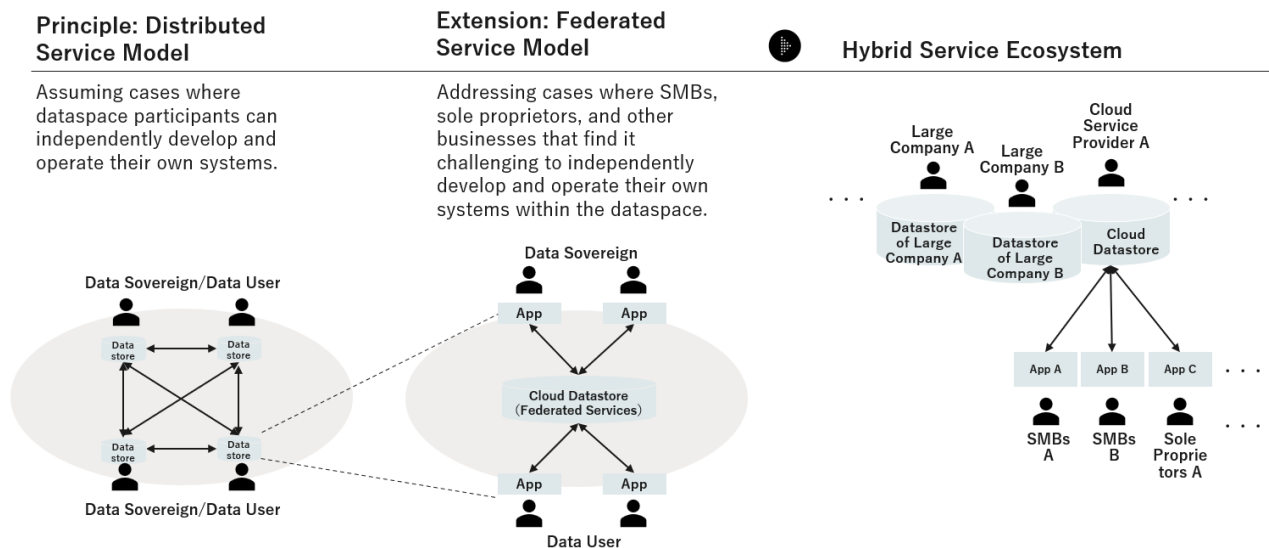 Principle: Distributed
Service Model
Assuming cases where
dataspace participants can
independently develop and
operate their own systems.
Data Sovereign/Data User
Data
store
Data
store
Data
store
Data
store
Data Sovereign/Data User
Extension: Federated
Service Model
Addressing cases where SMBs,
sole proprietors, and other
businesses that find it
challenging to independently
develop and operate their own
systems within the dataspace.
Data Sovereign
App
App
Cloud Datastore
(Federated Services)
App
App
Data User
Hybrid Service Ecosystem
Large
Company A
Large
Company B
Cloud
Service
Provider A
. . .
. . .
Datastore
of Large
Company A
Datastore
of Large
Company B
Cloud
Datastore
App A
App B
App C
. . .
SMBs
A
SMBs
B
Sole
Proprie
tors A
. . .